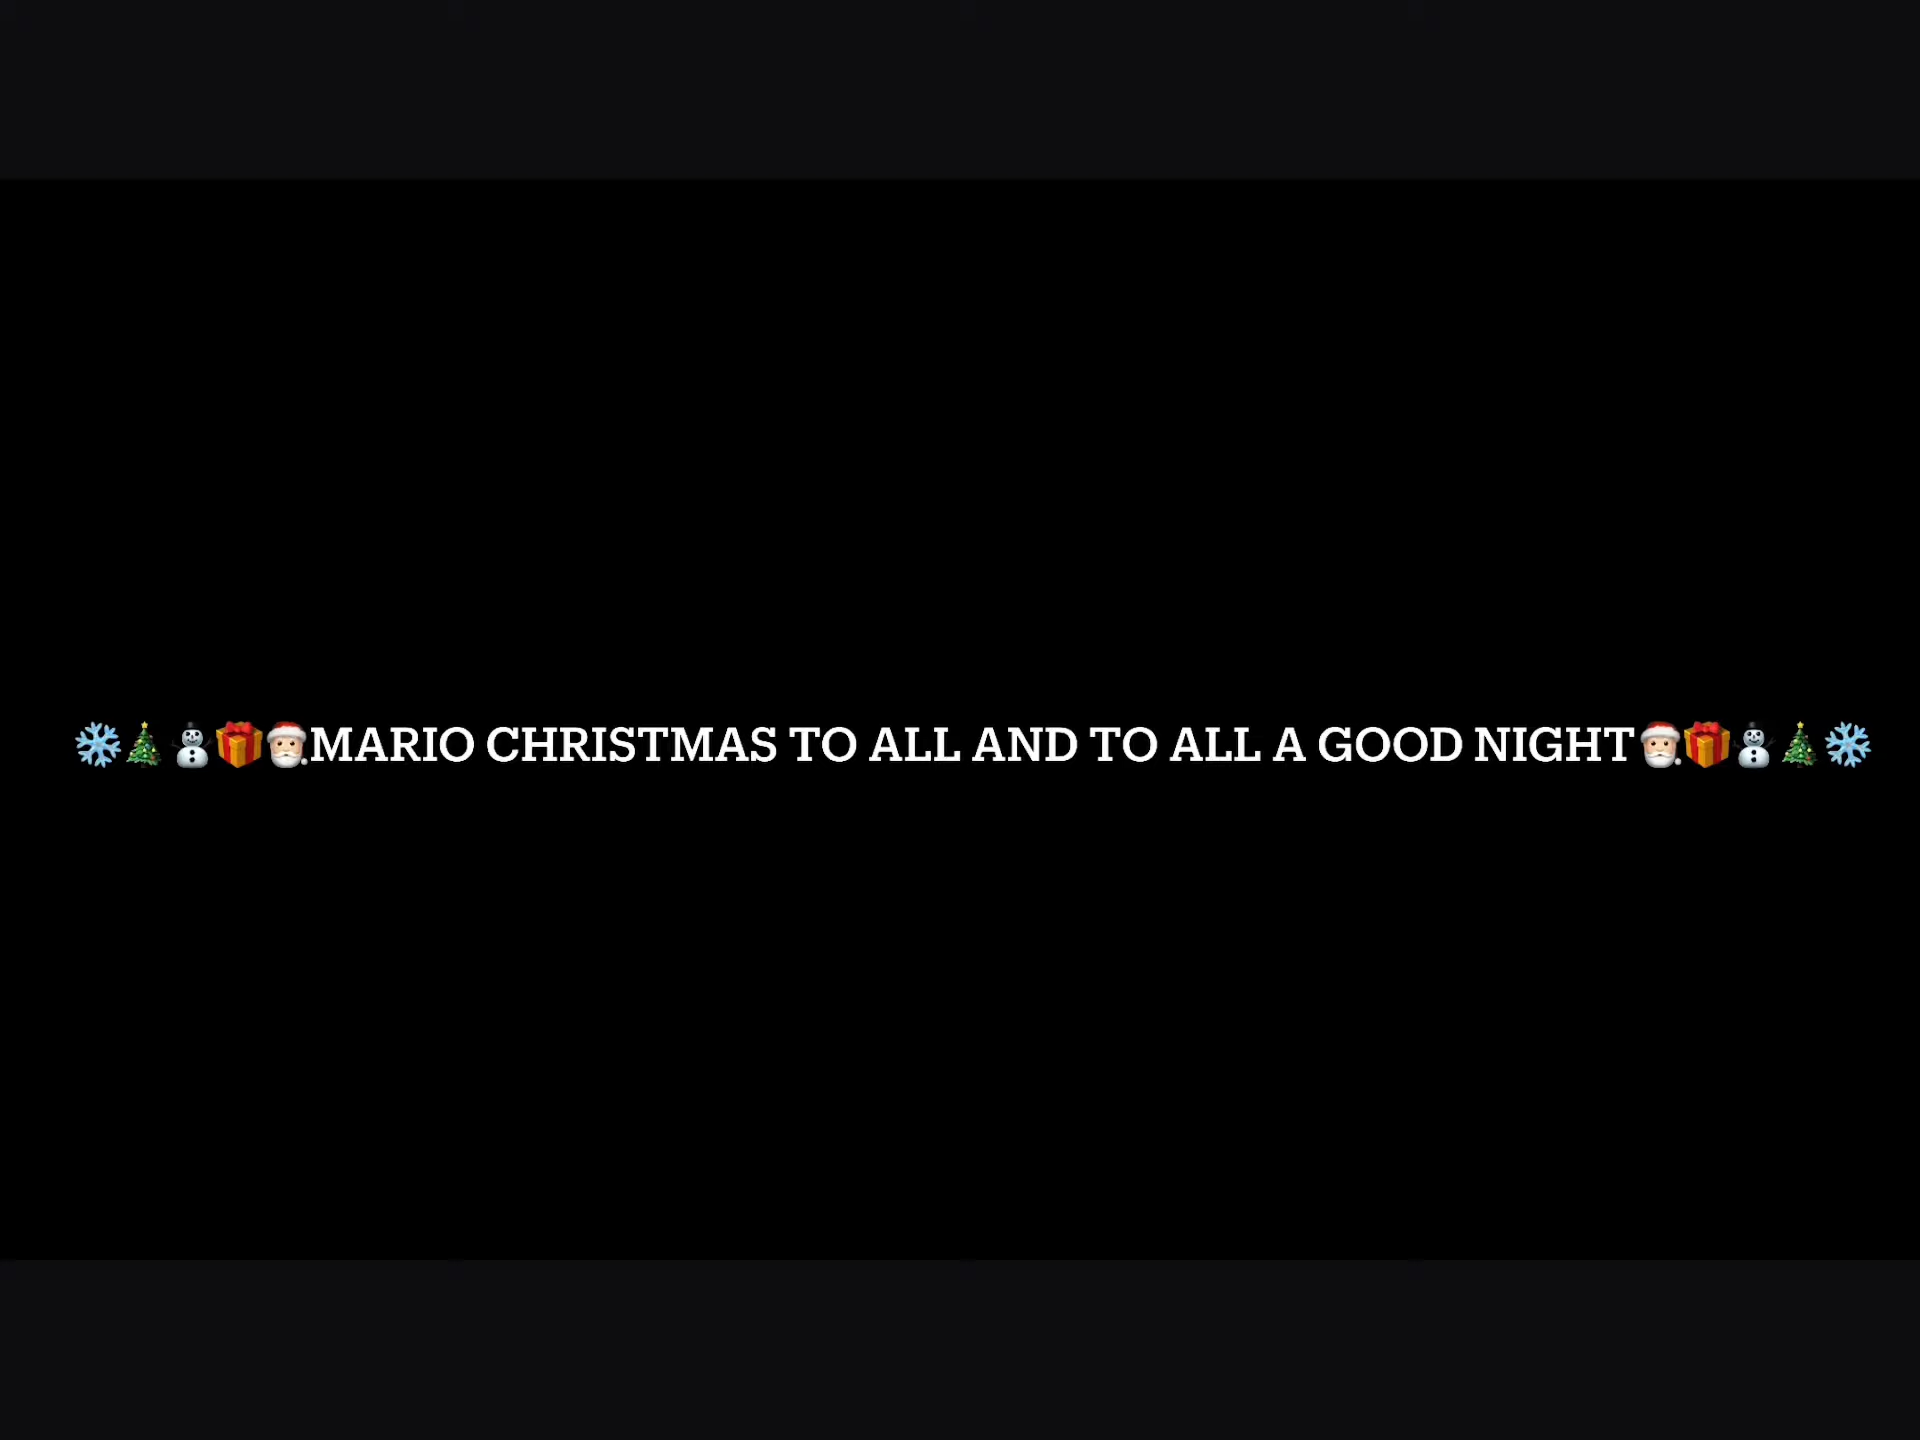 ❄️🎄⛄🎁🎅🏻MARIO CHRISTMAS TO ALL AND TO ALL A GOOD NIGHT🎅🏻🎁⛄🎄❄️